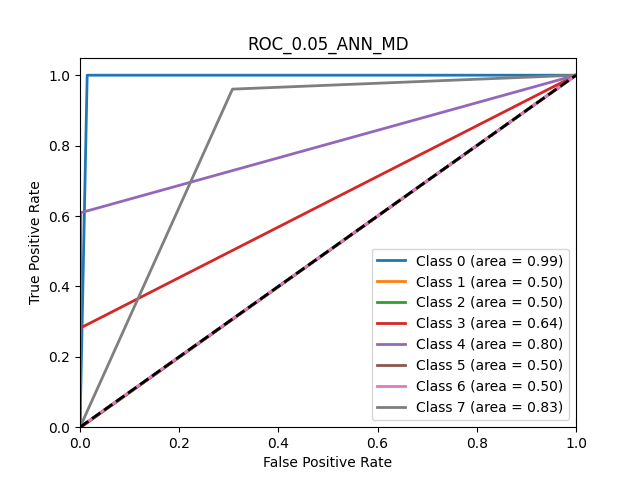 ROC_0.05_ANN_MD
True Positive Rate
1.0
0.8
0.6
0.4
0.2
0.0
Class 0 (area = 0.99)
Class 1 (area = 0.50)
Class 2 (area = 0.50)
Class 3 (area = 0.64)
Class 4 (area = 0.80)
Class 5 (area = 0.50)
Class 6 (area = 0.50)
Class 7 (area = 0.83)
0.0 0.2 0.4 0.6 0.8 1.0
False Positive Rate